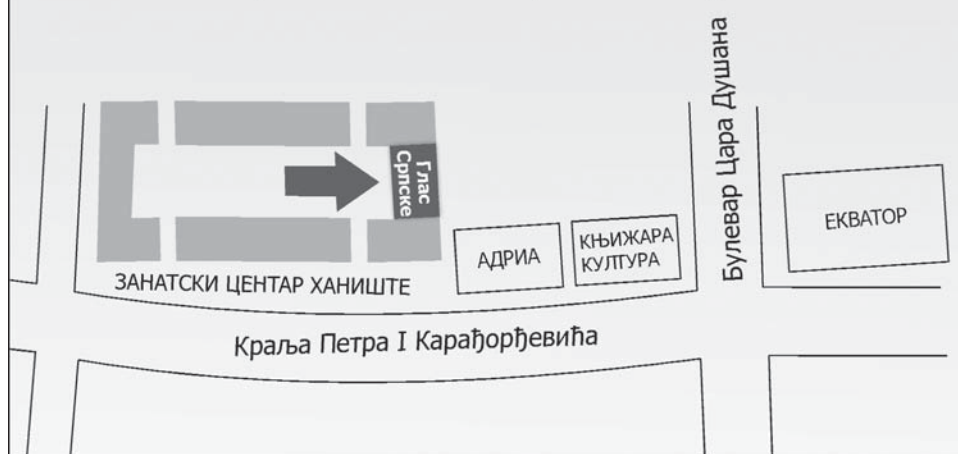 Глас
Српске
АДРИА
КЊИЖАРА
КУЛТУРА
Булевар Цара Душана
ЕКВАТОР
ЗАНАТСКИ ЦЕНТАР ХАНИШТЕ
Краља Петра I Карађорђевића